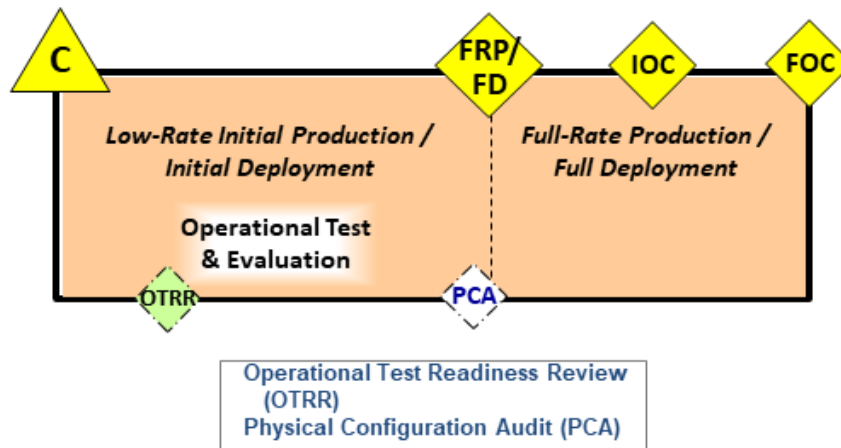 C
FRP/
FD
IOC
FOC
Low-Rate Initial Production /
Initial Deployment
Full-Rate Production /
Full Deployment
Operational Test
& Evaluation
OTRR
PCA
Operational Test Readiness Review
(OTRR)
Physical Configuration Audit (PCA)